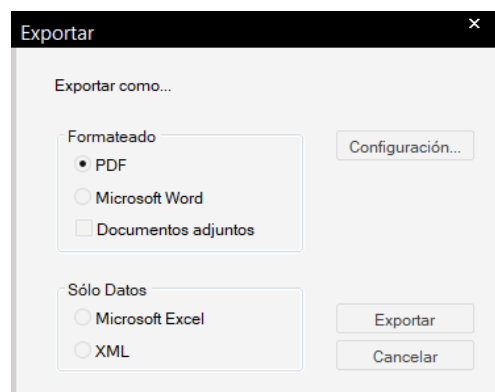 Exportar
×
Exportar como...
Formateado
PDF
Configuración...
Microsoft Word
Documentos adjuntos
Sólo Datos
Microsoft Excel
Exportar
XML
Cancelar